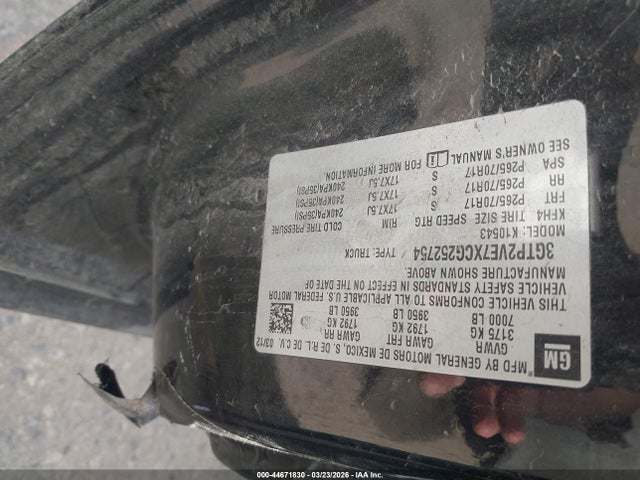 GM
MFD BY GENERAL MOTORS DE MEXICO, S. DE R.L. DE C.V. 03/12
GVWR GAWR FRT GAWR RR
3175 KG 1792 KG 1792 KG
7000 LB 3950 LB 3950 LB
THIS VEHICLE CONFORMS TO ALL APPLICABLE U.S. FEDERAL MOTOR
VEHICLE SAFETY STANDARDS IN EFFECT ON THE DATE OF
MANUFACTURE SHOWN ABOVE.
3GTP2VE7XCG252754 TYPE: TRUCK
MODEL: K10543
KFH4 TIRE SIZE SPEED RTG RIM COLD TIRE PRESSURE
FRT P265/70R17 S 17X7.5J 240KPA(35PSI)
RR P265/70R17 S 17X7.5J 240KPA(35PSI)
SPA P265/70R17 S 17X7.5J 240KPA(35PSI)
SEE OWNER'S MANUAL FOR MORE INFORMATION.
000-44671830 - 03/23/2026 - IAA Inc.